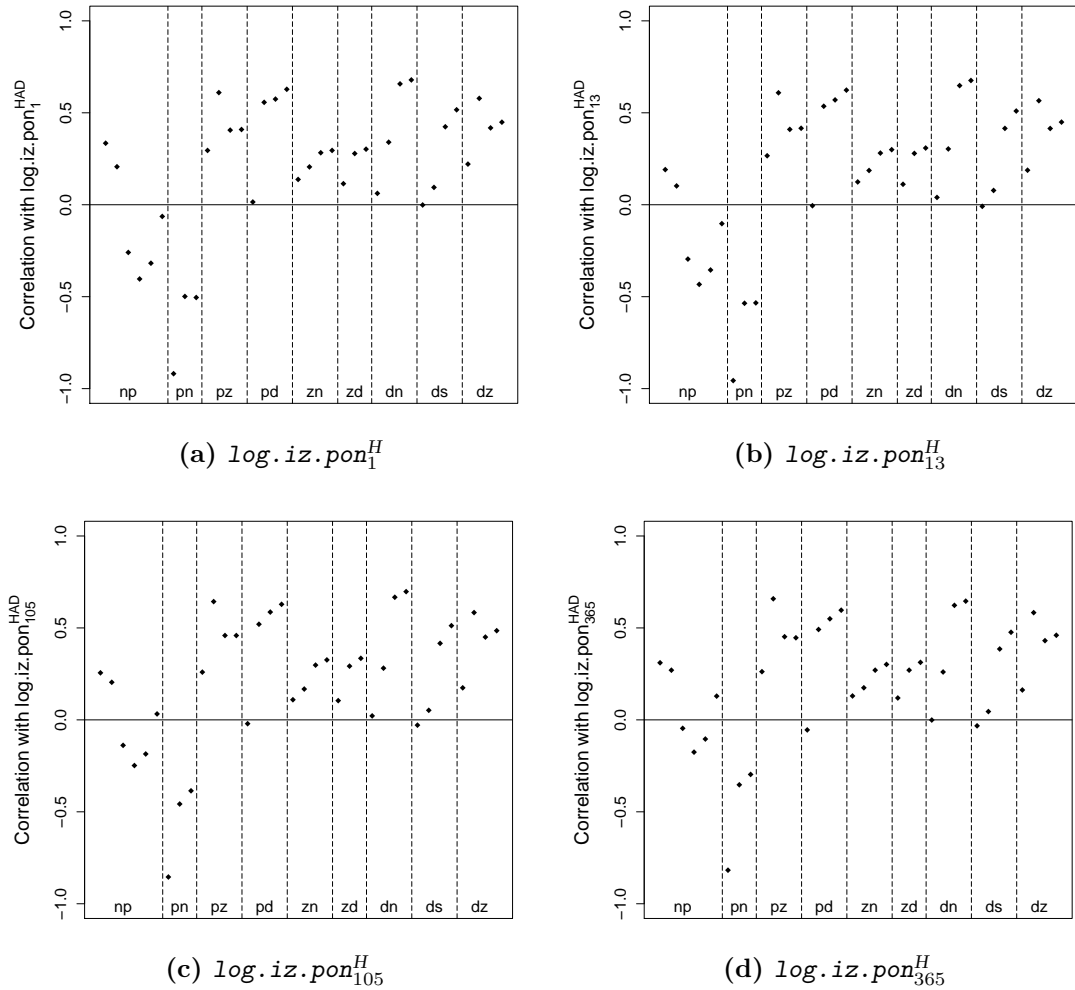 1.0
0.5
0.0
−0.5
−1.0
Correlation with log.iz.pon₁ᴴᴬᴰ
np pn pz pd zn zd dn ds dz
(a) log.iz.pon₁ᴴ
1.0
0.5
0.0
−0.5
−1.0
Correlation with log.iz.pon₁₃ᴴᴬᴰ
np pn pz pd zn zd dn ds dz
(b) log.iz.pon₁₃ᴴ
1.0
0.5
0.0
−0.5
−1.0
Correlation with log.iz.pon₁₀₅ᴴᴬᴰ
np pn pz pd zn zd dn ds dz
(c) log.iz.pon₁₀₅ᴴ
1.0
0.5
0.0
−0.5
−1.0
Correlation with log.iz.pon₃₆₅ᴴᴬᴰ
np pn pz pd zn zd dn ds dz
(d) log.iz.pon₃₆₅ᴴ